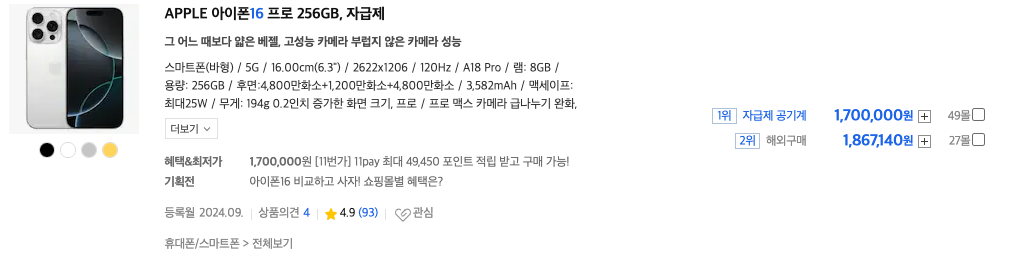 APPLE 아이폰16 프로 256GB, 자급제
그 어느 때보다 얇은 베젤, 고성능 카메라 부럽지 않은 카메라 성능
스마트폰(바형) / 5G / 16.00cm(6.3") / 2622x1206 / 120Hz / A18 Pro / 램: 8GB /
용량: 256GB / 후면:4,800만화소+1,200만화소+4,800만화소 / 3,582mAh / 맥세이프:
최대25W / 무게: 194g 0.2인치 증가한 화면 크기, 프로 / 프로 맥스 카메라 급나누기 완화,
더보기
1위 자급제 공기계 1,700,000원 49몰
2위 해외구매 1,867,140원 27몰
혜택&최저가 1,700,000원 [11번가] 11pay 최대 49,450 포인트 적립 받고 구매 가능!
기획전 아이폰16 비교하고 사자! 쇼핑몰별 혜택은?
등록월 2024.09. 상품의견 4 4.9 (93) 관심
휴대폰/스마트폰 > 전체보기